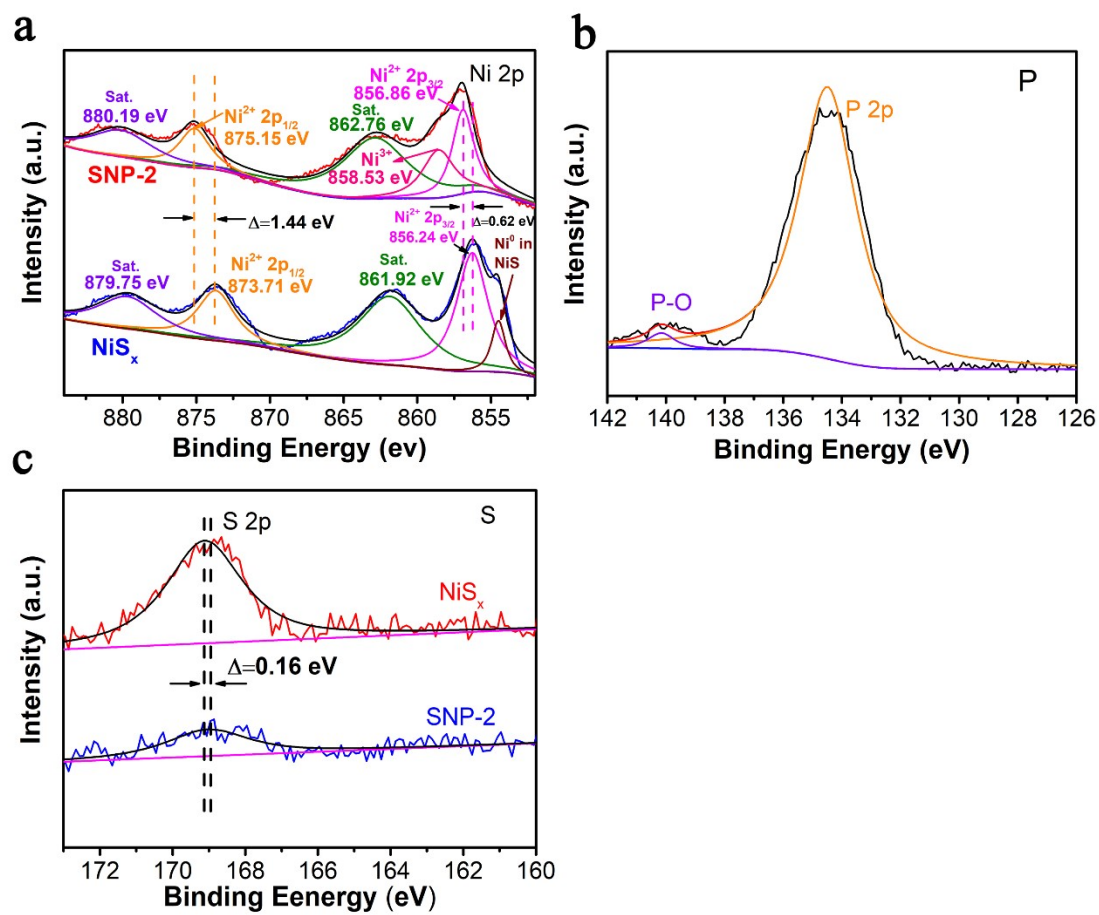 a
Ni 2p
Sat.
880.19 eV
Ni²⁺ 2p₁/₂
875.15 eV
Sat.
862.76 eV
Ni²⁺ 2p₃/₂
856.86 eV
Ni³⁺
858.53 eV
SNP-2
Δ=1.44 eV
Δ=0.62 eV
Ni²⁺ 2p₃/₂
856.24 eV
Ni⁰ in
NiS
Sat.
879.75 eV
Ni²⁺ 2p₁/₂
873.71 eV
Sat.
861.92 eV
NiSₓ
Intensity (a.u.)
880 875 870 865 860 855
Binding Energy (ev)
b
P
P 2p
P-O
Intensity (a.u.)
142 140 138 136 134 132 130 128 126
Binding Energy (eV)
c
S 2p
S
NiSₓ
Δ=0.16 eV
SNP-2
Intensity (a.u.)
172 170 168 166 164 162 160
Binding Eenergy (eV)